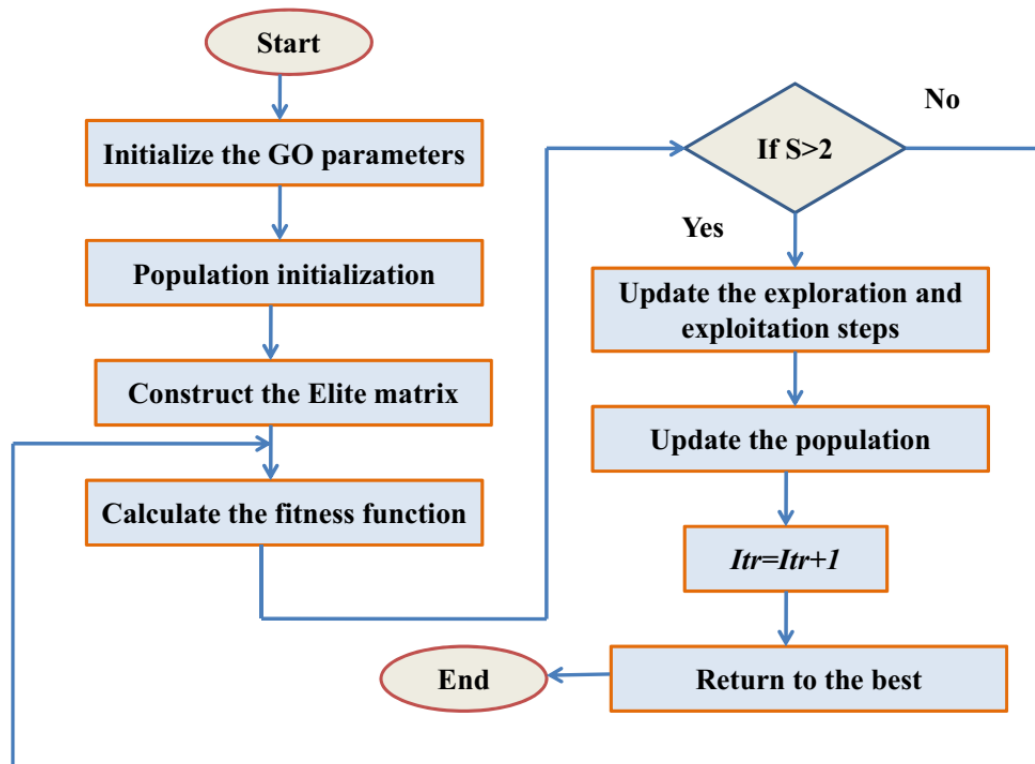 Start
Initialize the GO parameters
Population initialization
Construct the Elite matrix
Calculate the fitness function
If S>2
No
Yes
Update the exploration and
exploitation steps
Update the population
Itr=Itr+1
Return to the best
End